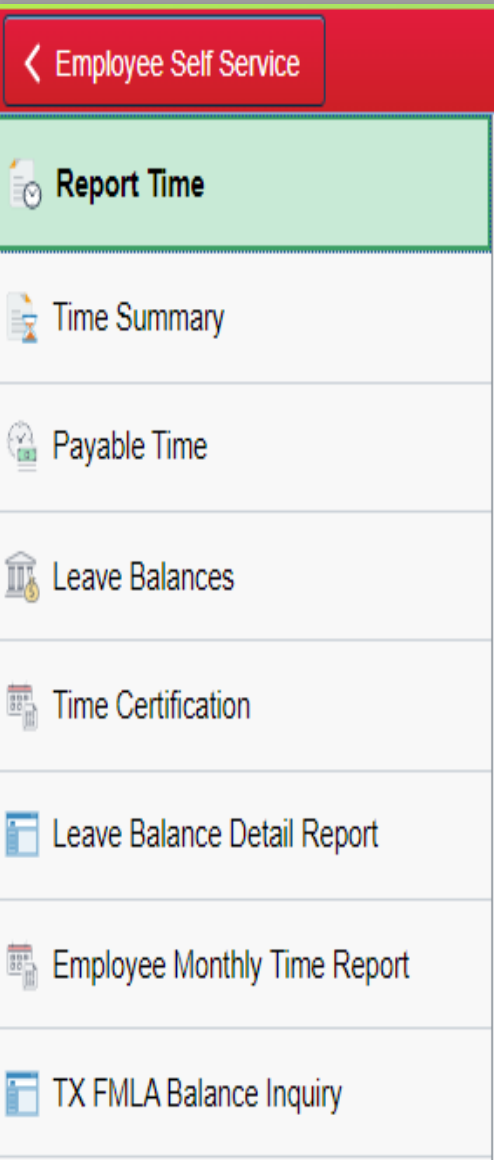 Employee Self Service
Report Time
Time Summary
Payable Time
Leave Balances
Time Certification
Leave Balance Detail Report
Employee Monthly Time Report
TX FMLA Balance Inquiry